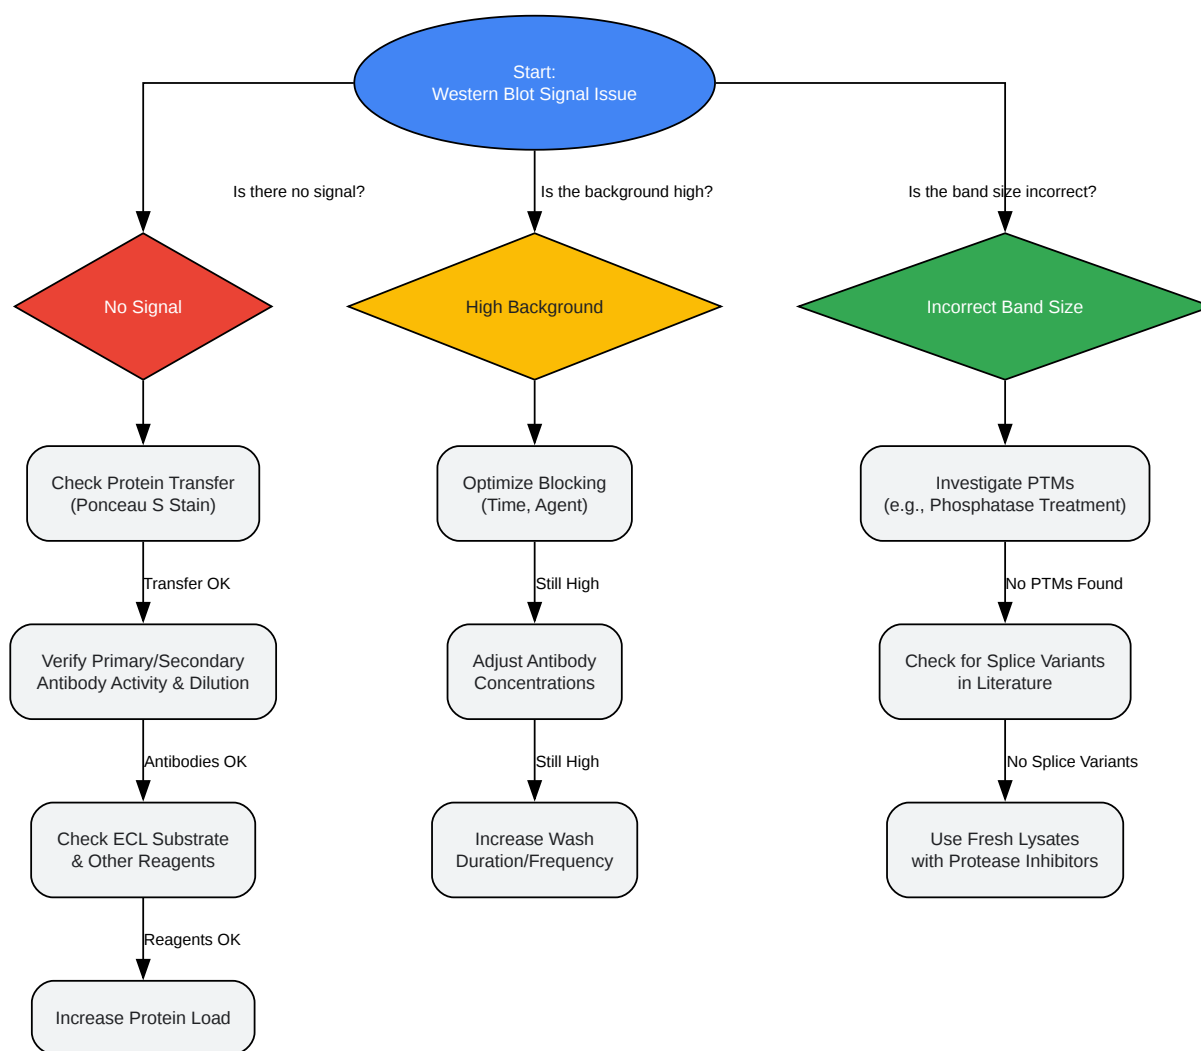 Start:
Western Blot Signal Issue
Is there no signal?
Is the background high?
Is the band size incorrect?
No Signal
High Background
Incorrect Band Size
Check Protein Transfer
(Ponceau S Stain)
Optimize Blocking
(Time, Agent)
Investigate PTMs
(e.g., Phosphatase Treatment)
Transfer OK
Still High
No PTMs Found
Verify Primary/Secondary
Antibody Activity & Dilution
Adjust Antibody
Concentrations
Check for Splice Variants
in Literature
Antibodies OK
Still High
No Splice Variants
Check ECL Substrate
& Other Reagents
Increase Wash
Duration/Frequency
Use Fresh Lysates
with Protease Inhibitors
Reagents OK
Increase Protein Load